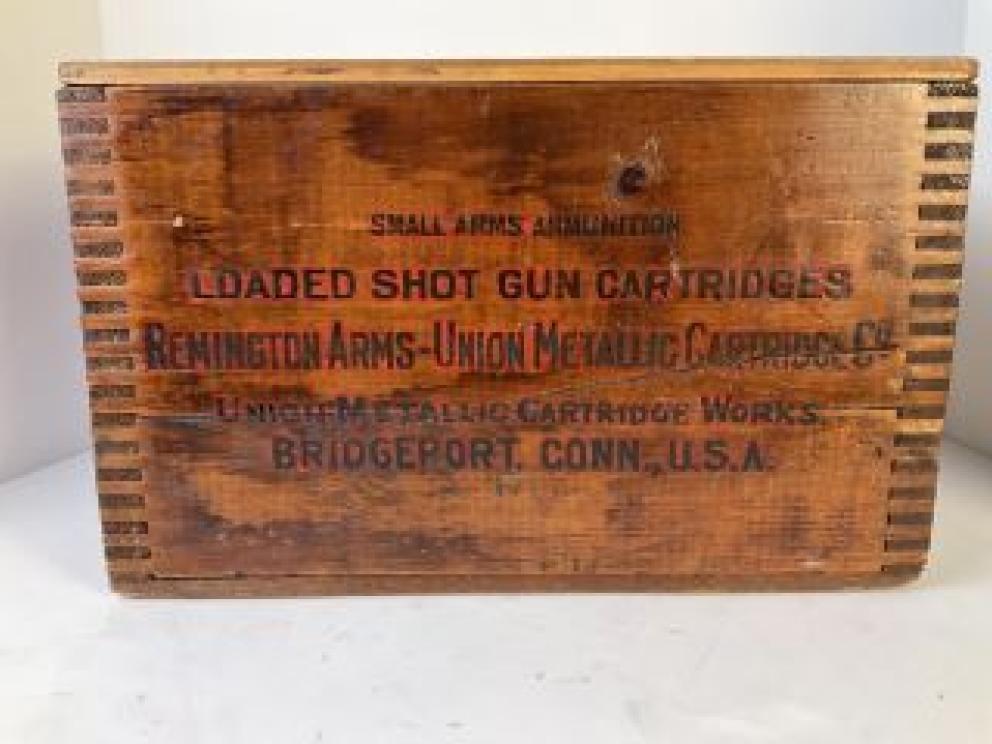 SMALL ARMS AMMUNITION
LOADED SHOT GUN CARTRIDGES
REMINGTON ARMS-UNION METALLIC CARTRIDGE CO
UNION METALLIC CARTRIDGE WORKS,
BRIDGEPORT, CONN., U.S.A.